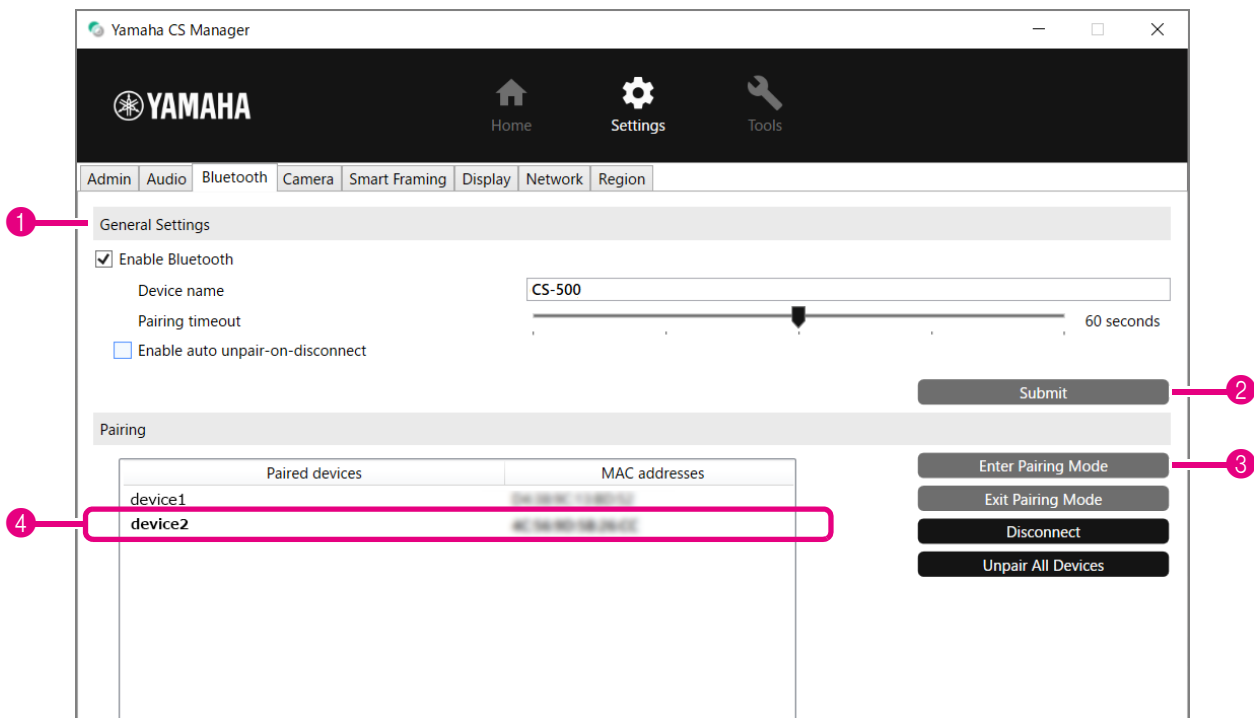 Yamaha CS Manager
YAMAHA
Home Settings Tools
Admin Audio Bluetooth Camera Smart Framing Display Network Region
1
General Settings
Enable Bluetooth
Device name CS-500
Pairing timeout 60 seconds
Enable auto unpair-on-disconnect
Submit 2
Pairing
Paired devices MAC addresses Enter Pairing Mode 3
device1 Exit Pairing Mode
4 device2 Disconnect
Unpair All Devices